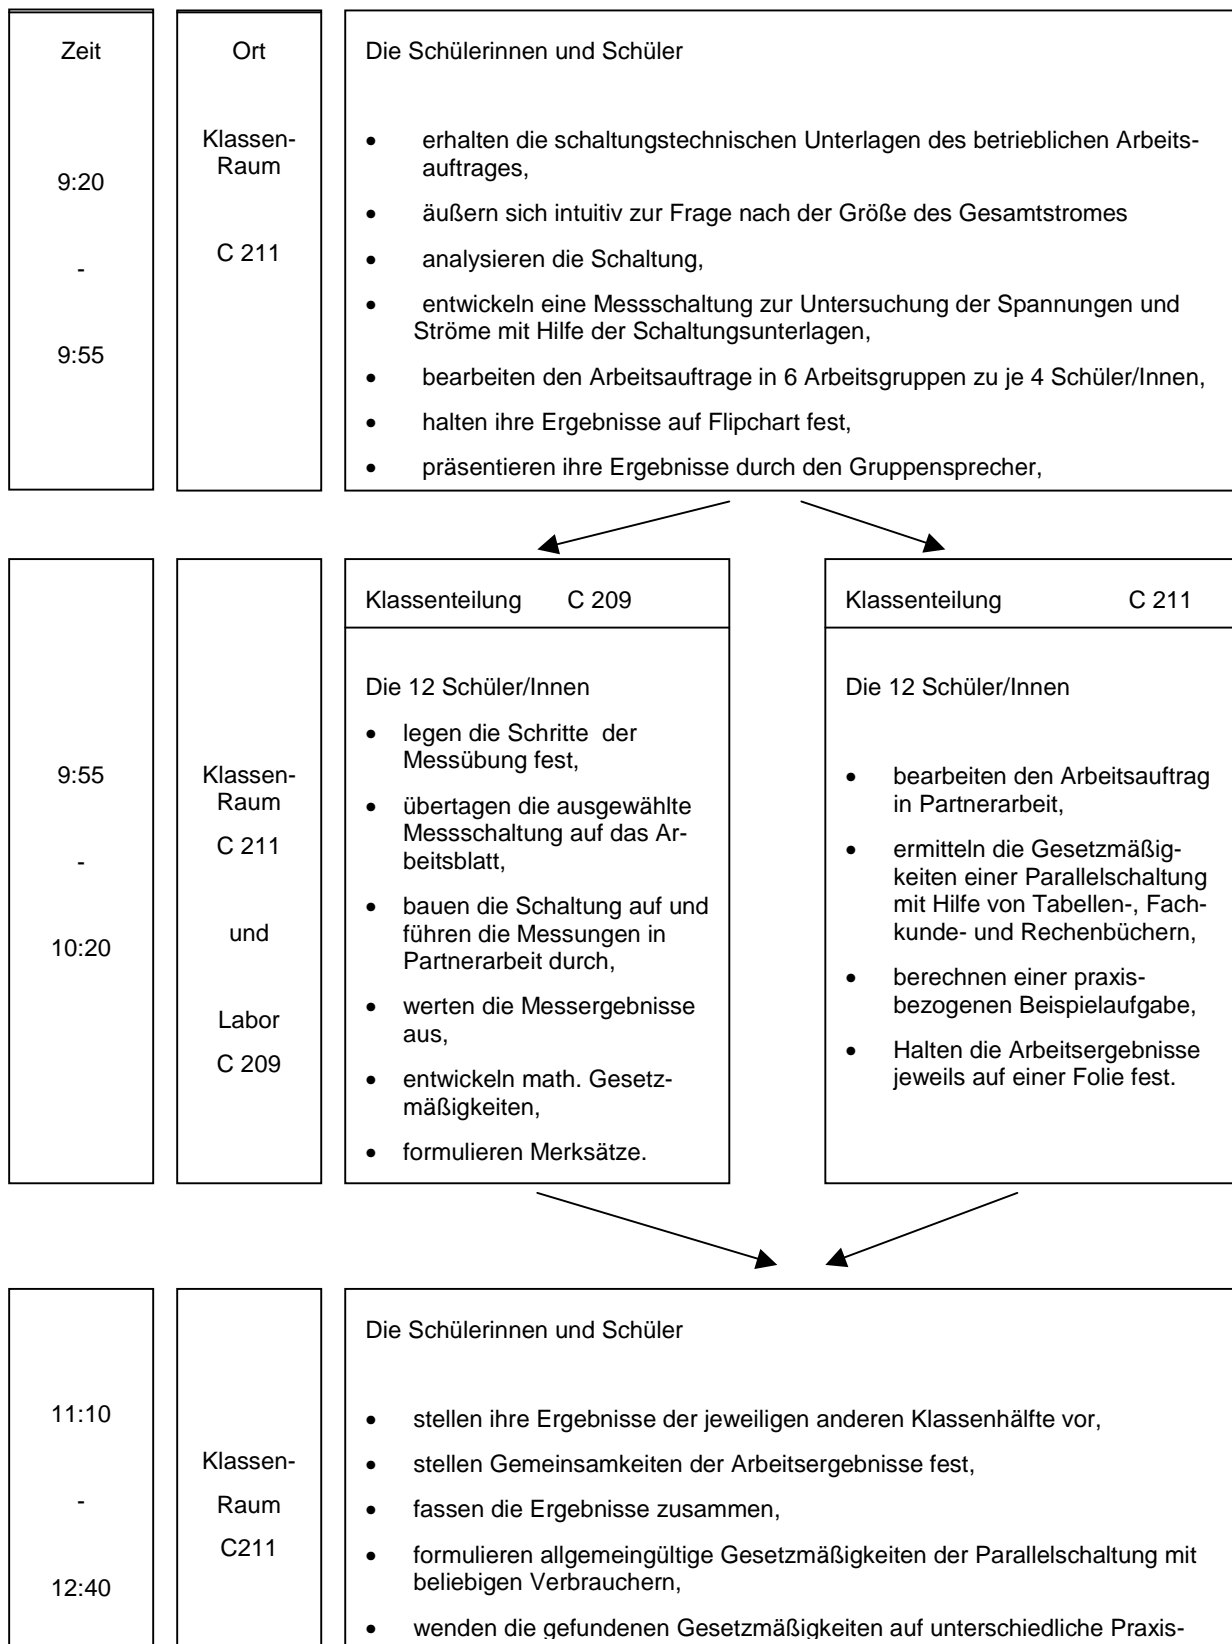 Zeit
9:20
-
9:55
Ort
Klassen-
Raum
C 211
Die Schülerinnen und Schüler
• erhalten die schaltungstechnischen Unterlagen des betrieblichen Arbeits-
auftrages,
• äußern sich intuitiv zur Frage nach der Größe des Gesamtstromes
• analysieren die Schaltung,
• entwickeln eine Messschaltung zur Untersuchung der Spannungen und
Ströme mit Hilfe der Schaltungsunterlagen,
• bearbeiten den Arbeitsauftrage in 6 Arbeitsgruppen zu je 4 Schüler/Innen,
• halten ihre Ergebnisse auf Flipchart fest,
• präsentieren ihre Ergebnisse durch den Gruppensprecher,
9:55
-
10:20
Klassen-
Raum
C 211
und
Labor
C 209
Klassenteilung C 209
Die 12 Schüler/Innen
• legen die Schritte der
Messübung fest,
• übertagen die ausgewählte
Messschaltung auf das Ar-
beitsblatt,
• bauen die Schaltung auf und
führen die Messungen in
Partnerarbeit durch,
• werten die Messergebnisse
aus,
• entwickeln math. Gesetz-
mäßigkeiten,
• formulieren Merksätze.
Klassenteilung C 211
Die 12 Schüler/Innen
• bearbeiten den Arbeitsauftrag
in Partnerarbeit,
• ermitteln die Gesetzmäßig-
keiten einer Parallelschaltung
mit Hilfe von Tabellen-, Fach-
kunde- und Rechenbüchern,
• berechnen einer praxis-
bezogenen Beispielaufgabe,
• Halten die Arbeitsergebnisse
jeweils auf einer Folie fest.
11:10
-
12:40
Klassen-
Raum
C211
Die Schülerinnen und Schüler
• stellen ihre Ergebnisse der jeweiligen anderen Klassenhälfte vor,
• stellen Gemeinsamkeiten der Arbeitsergebnisse fest,
• fassen die Ergebnisse zusammen,
• formulieren allgemeingültige Gesetzmäßigkeiten der Parallelschaltung mit
beliebigen Verbrauchern,
• wenden die gefundenen Gesetzmäßigkeiten auf unterschiedliche Praxis-